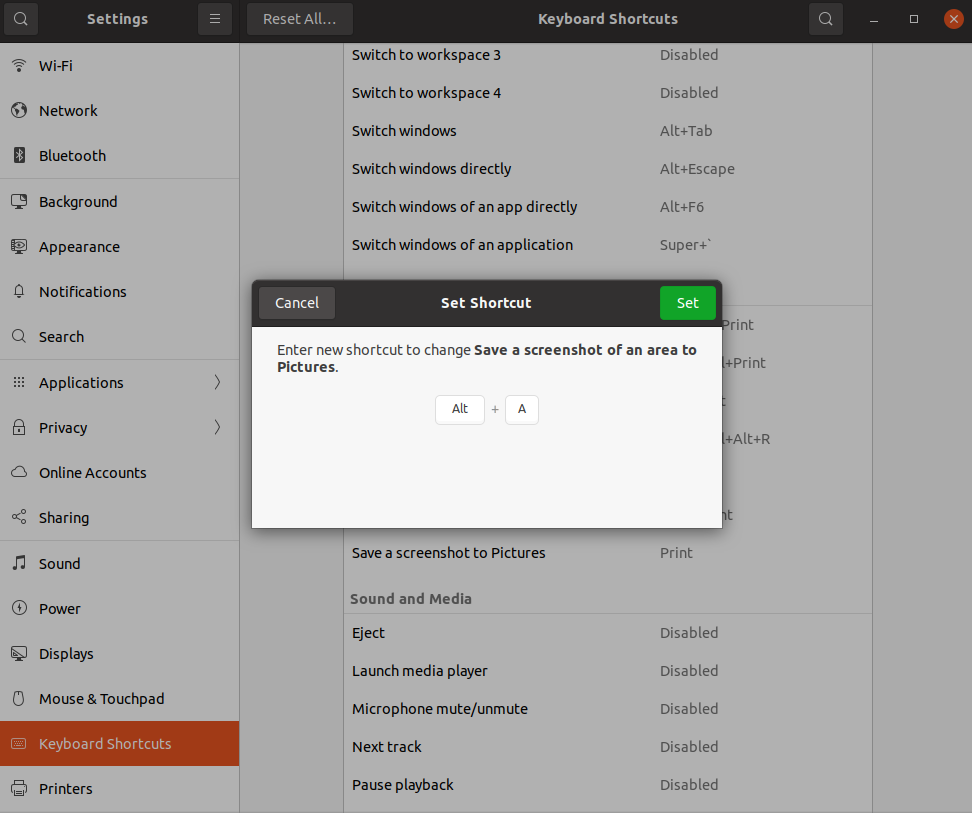 Settings
Reset All...
Keyboard Shortcuts
Wi-Fi
Network
Bluetooth
Background
Appearance
Notifications
Search
Applications
Privacy
Online Accounts
Sharing
Sound
Power
Displays
Mouse & Touchpad
Keyboard Shortcuts
Printers
Switch to workspace 3 Disabled
Switch to workspace 4 Disabled
Switch windows Alt+Tab
Switch windows directly Alt+Escape
Switch windows of an app directly Alt+F6
Switch windows of an application Super+`
Cancel
Set Shortcut
Set
Enter new shortcut to change Save a screenshot of an area to
Pictures.
Alt + A
Print
+Print
+Alt+R
Save a screenshot to Pictures Print
Sound and Media
Eject Disabled
Launch media player Disabled
Microphone mute/unmute Disabled
Next track Disabled
Pause playback Disabled